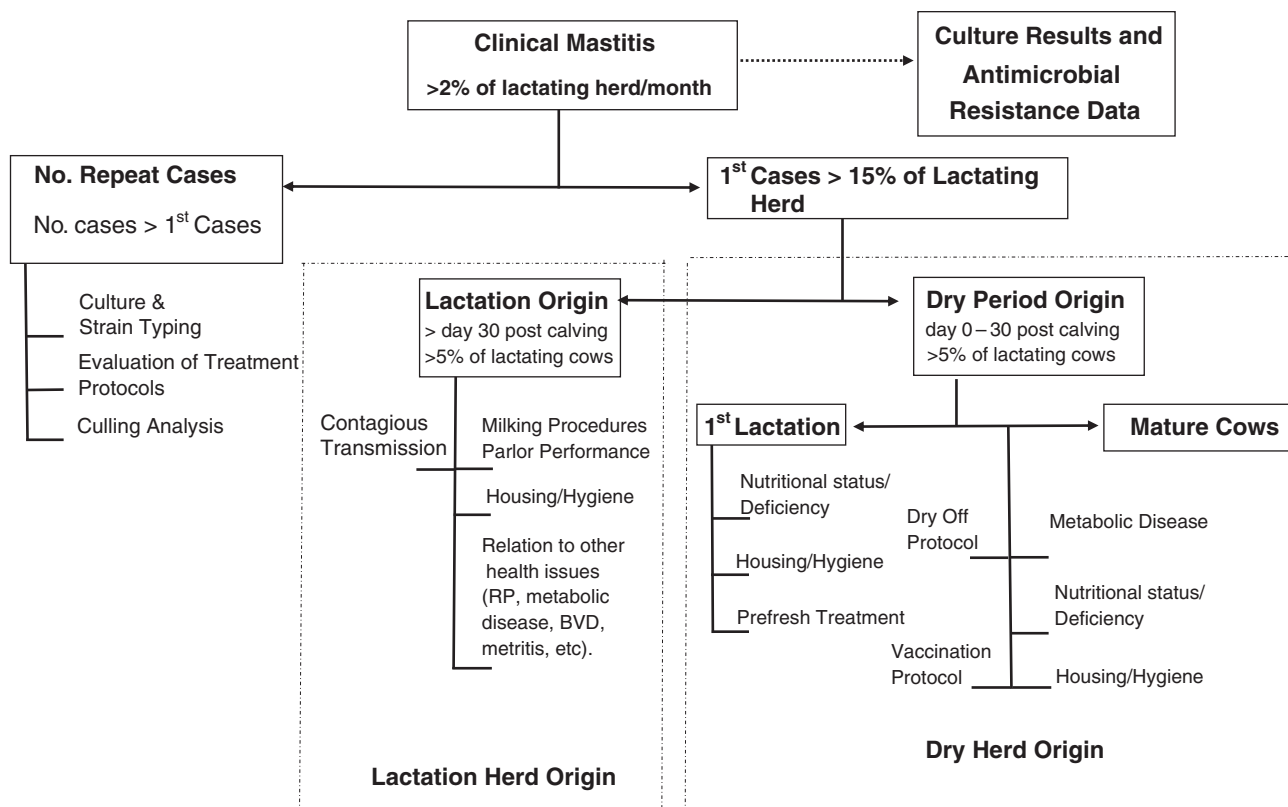 Clinical Mastitis
>2% of lactating herd/month
Culture Results and
Antimicrobial
Resistance Data
No. Repeat Cases
No. cases > 1st Cases
1st Cases > 15% of Lactating
Herd
Culture &
Strain Typing
Evaluation of Treatment
Protocols
Culling Analysis
Lactation Origin
> day 30 post calving
>5% of lactating cows
Contagious
Transmission
Milking Procedures
Parlor Performance
Housing/Hygiene
Relation to other
health issues
(RP, metabolic
disease, BVD,
metritis, etc).
Lactation Herd Origin
Dry Period Origin
day 0–30 post calving
>5% of lactating cows
1st Lactation
Mature Cows
Nutritional status/
Deficiency
Housing/Hygiene
Prefresh Treatment
Dry Off
Protocol
Metabolic Disease
Nutritional status/
Deficiency
Vaccination
Protocol
Housing/Hygiene
Dry Herd Origin